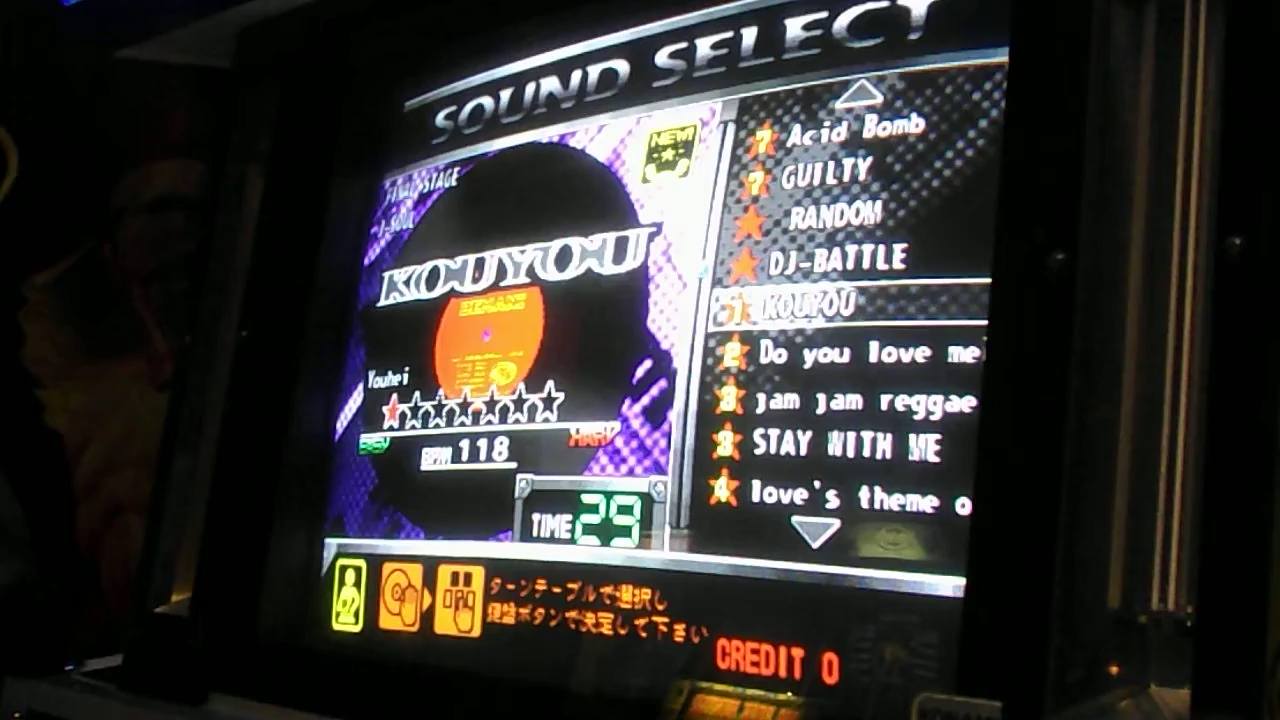 SOUND SELECT
FINAL STAGE
J-SOUL
NEW!
KOUYOU
BEMANI
Youhei
EASY
HARD
BPM 118
TIME 29
7 Acid Bomb
7 GUILTY
RANDOM
DJ-BATTLE
1 KOUYOU
2 Do you love me
3 jam jam reggae
3 STAY WITH ME
4 love's theme o
ターンテーブルで選択し
鍵盤ボタンで決定して下さい
CREDIT 0
KONAMI